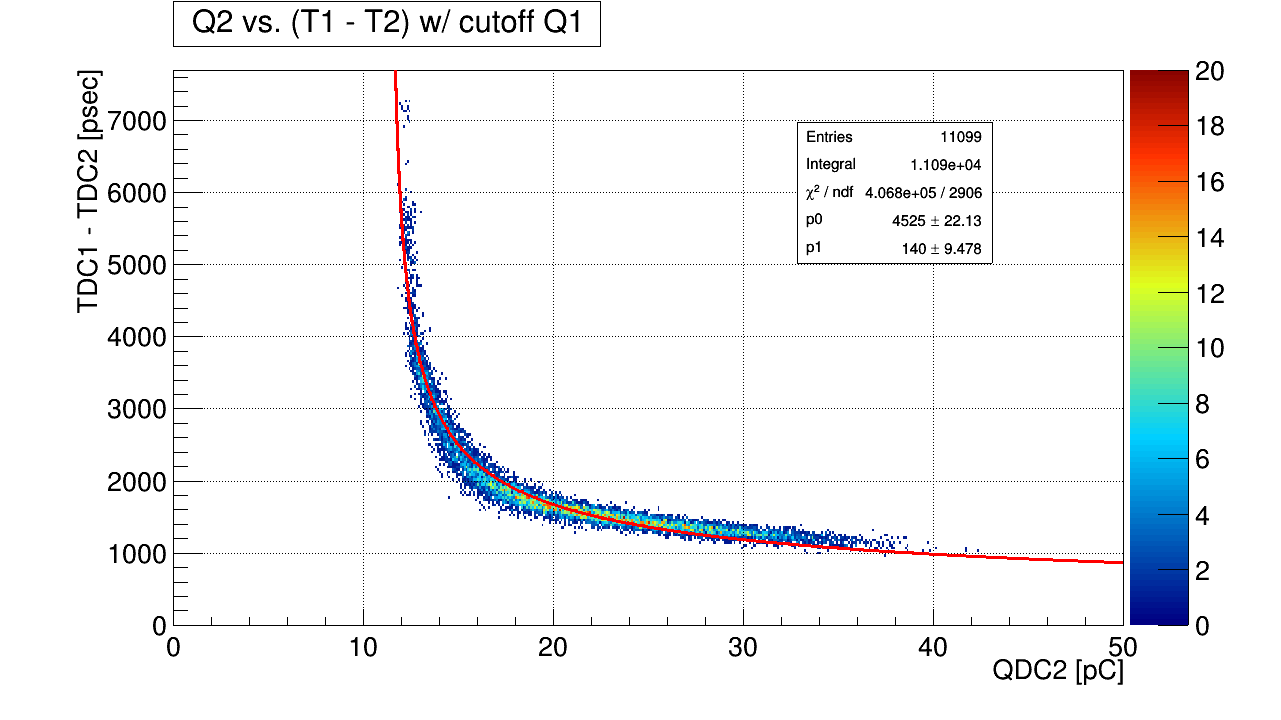 Q2 vs. (T1 - T2) w/ cutoff Q1
TDC1 - TDC2 [psec]
7000
6000
5000
4000
3000
2000
1000
0
Entries 11099
Integral 1.109e+04
χ² / ndf 4.068e+05 / 2906
p0 4525 ± 22.13
p1 140 ± 9.478
20
18
16
14
12
10
8
6
4
2
0
0 10 20 30 40 50
QDC2 [pC]